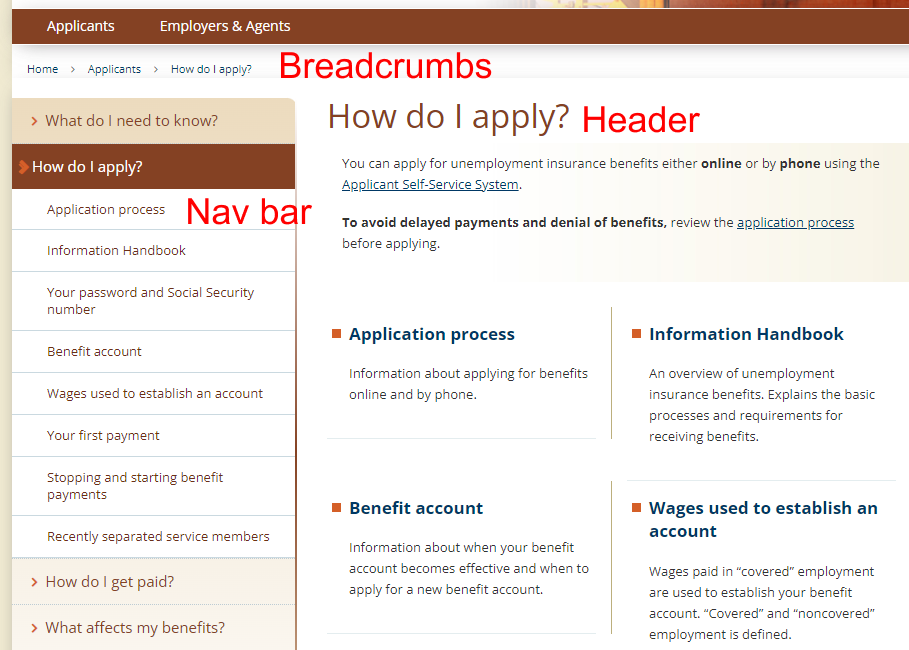 Applicants Employers & Agents
Home > Applicants > How do I apply? Breadcrumbs
> What do I need to know?
How do I apply?
Application process
Nav bar
Information Handbook
Your password and Social Security
number
Benefit account
Wages used to establish an account
Your first payment
Stopping and starting benefit
payments
Recently separated service members
> How do I get paid?
> What affects my benefits?
How do I apply? Header
You can apply for unemployment insurance benefits either online or by phone using the
Applicant Self-Service System.
To avoid delayed payments and denial of benefits, review the application process
before applying.
Application process
Information about applying for benefits
online and by phone.
Information Handbook
An overview of unemployment
insurance benefits. Explains the basic
processes and requirements for
receiving benefits.
Benefit account
Information about when your benefit
account becomes effective and when to
apply for a new benefit account.
Wages used to establish an
account
Wages paid in “covered” employment
are used to establish your benefit
account. “Covered” and “noncovered”
employment is defined.